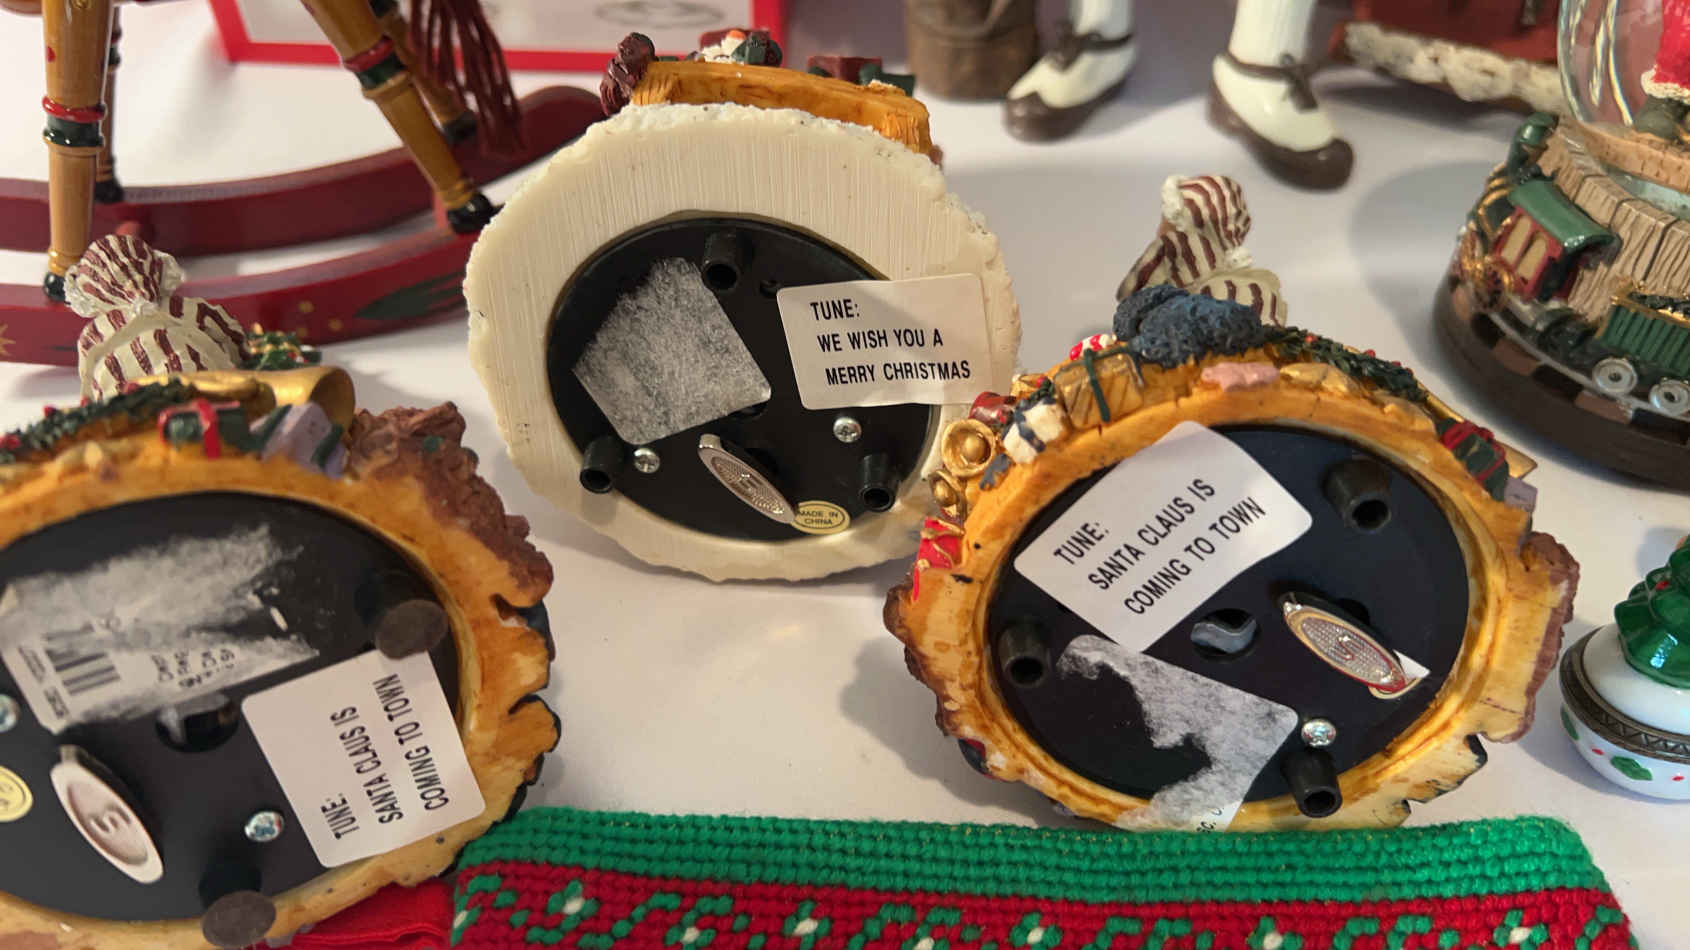 TUNE:
WE WISH YOU A
MERRY CHRISTMAS
MADE IN
CHINA
TUNE:
SANTA CLAUS IS
COMING TO TOWN
TUNE:
SANTA CLAUS IS
COMING TO TOWN
S
S
S